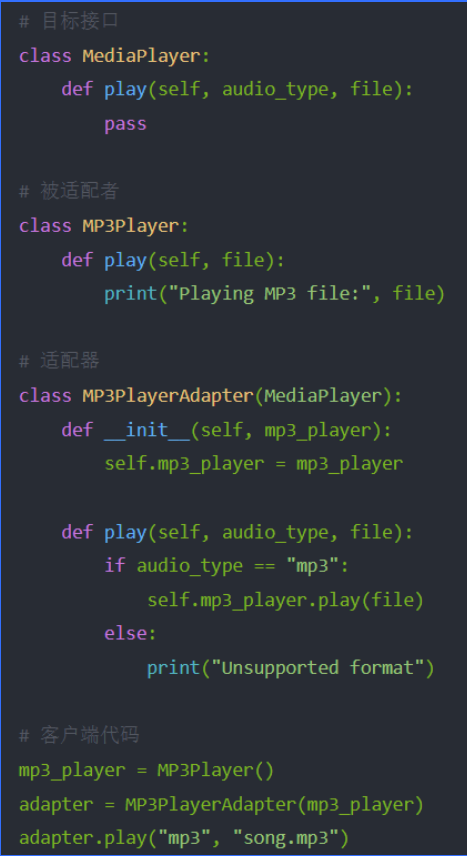 # 目标接口
class MediaPlayer:
    def play(self, audio_type, file):
        pass

# 被适配者
class MP3Player:
    def play(self, file):
        print("Playing MP3 file:", file)

# 适配器
class MP3PlayerAdapter(MediaPlayer):
    def __init__(self, mp3_player):
        self.mp3_player = mp3_player

    def play(self, audio_type, file):
        if audio_type == "mp3":
            self.mp3_player.play(file)
        else:
            print("Unsupported format")

# 客户端代码
mp3_player = MP3Player()
adapter = MP3PlayerAdapter(mp3_player)
adapter.play("mp3", "song.mp3")